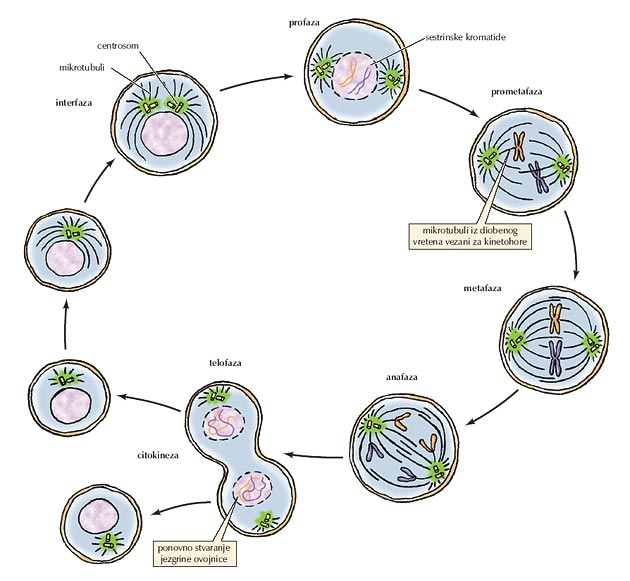 profaza
sestrinske kromatide
centrosom
mikrotubuli
interfaza
prometafaza
mikrotubuli iz diobenog
vretena vezani za kinetohore
metafaza
anafaza
telofaza
citokineza
ponovno stvaranje
jezgrine ovojnice